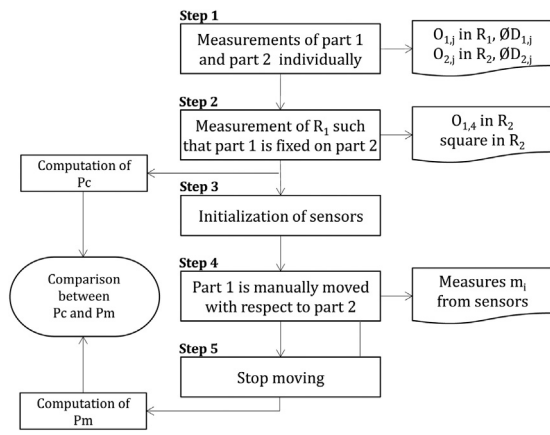 Step 1
Measurements of part 1
and part 2 individually
O1,j in R1, ØD1,j
O2,j in R2, ØD2,j
Step 2
Measurement of R1 such
that part 1 is fixed on part 2
O1,4 in R2
square in R2
Computation of
Pc
Step 3
Initialization of sensors
Step 4
Part 1 is manually moved
with respect to part 2
Measures mi
from sensors
Comparison
between
Pc and Pm
Step 5
Stop moving
Computation of
Pm